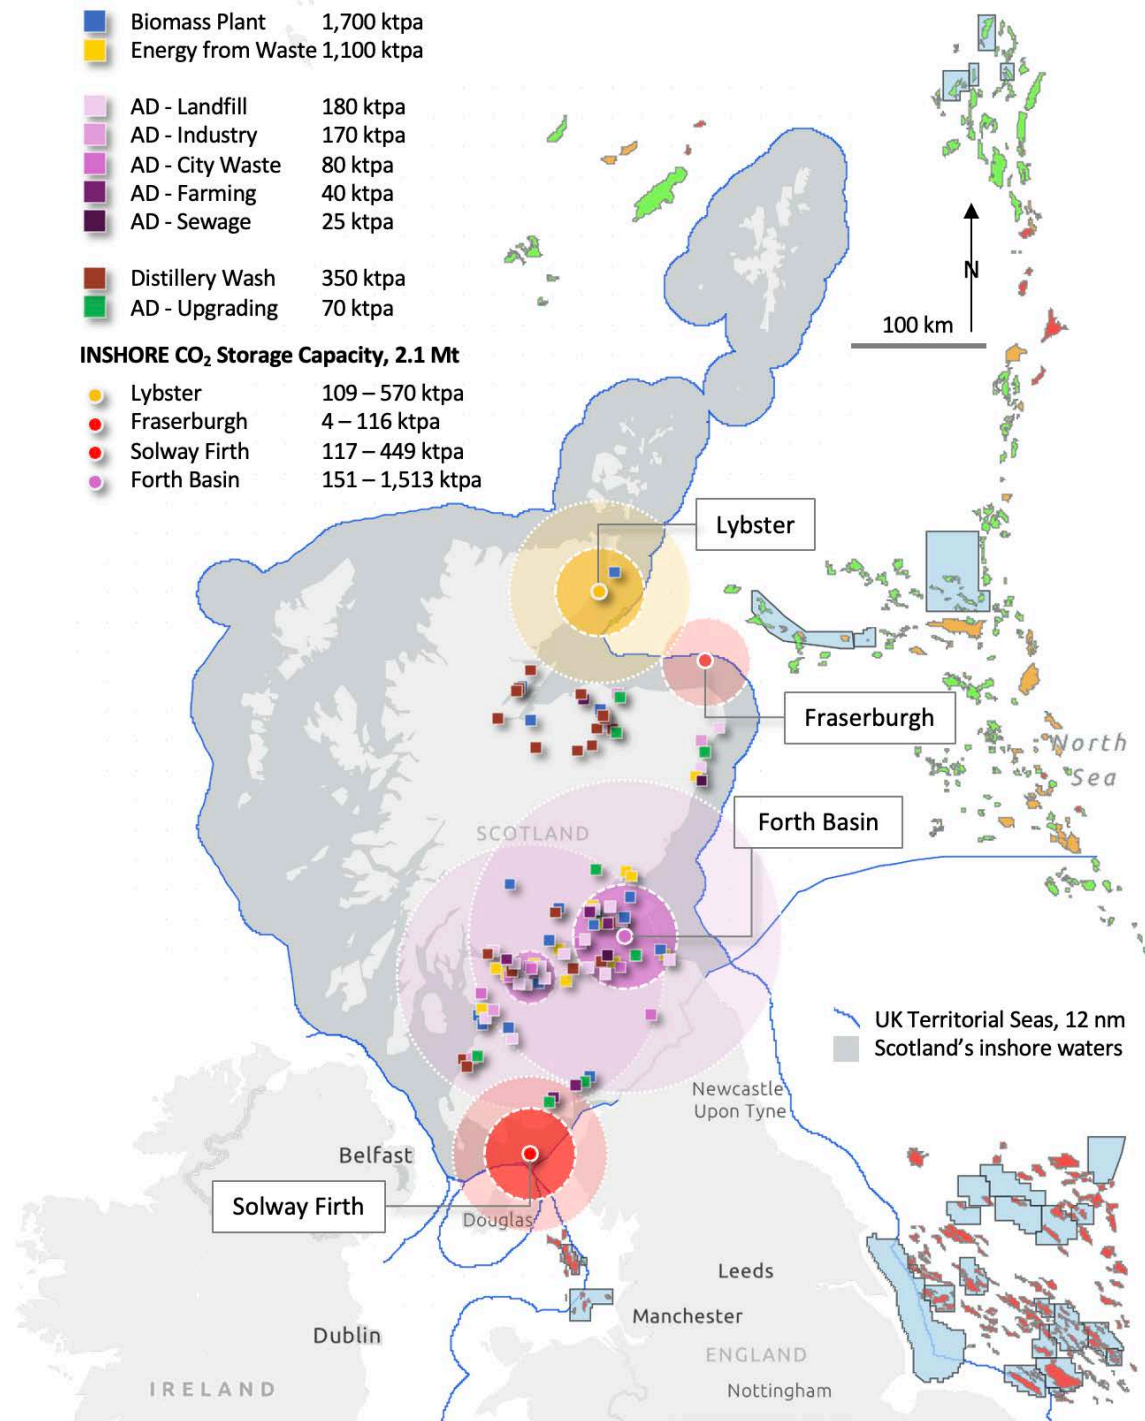 Biomass Plant 1,700 ktpa
Energy from Waste 1,100 ktpa
AD - Landfill 180 ktpa
AD - Industry 170 ktpa
AD - City Waste 80 ktpa
AD - Farming 40 ktpa
AD - Sewage 25 ktpa
Distillery Wash 350 ktpa
AD - Upgrading 70 ktpa
INSHORE CO₂ Storage Capacity, 2.1 Mt
Lybster 109 – 570 ktpa
Fraserburgh 4 – 116 ktpa
Solway Firth 117 – 449 ktpa
Forth Basin 151 – 1,513 ktpa
N
100 km
Lybster
Fraserburgh
North
Sea
Forth Basin
SCOTLAND
UK Territorial Seas, 12 nm
Scotland's inshore waters
Newcastle
Upon Tyne
Belfast
Solway Firth
Douglas
Leeds
Manchester
Dublin
ENGLAND
IRELAND
Nottingham